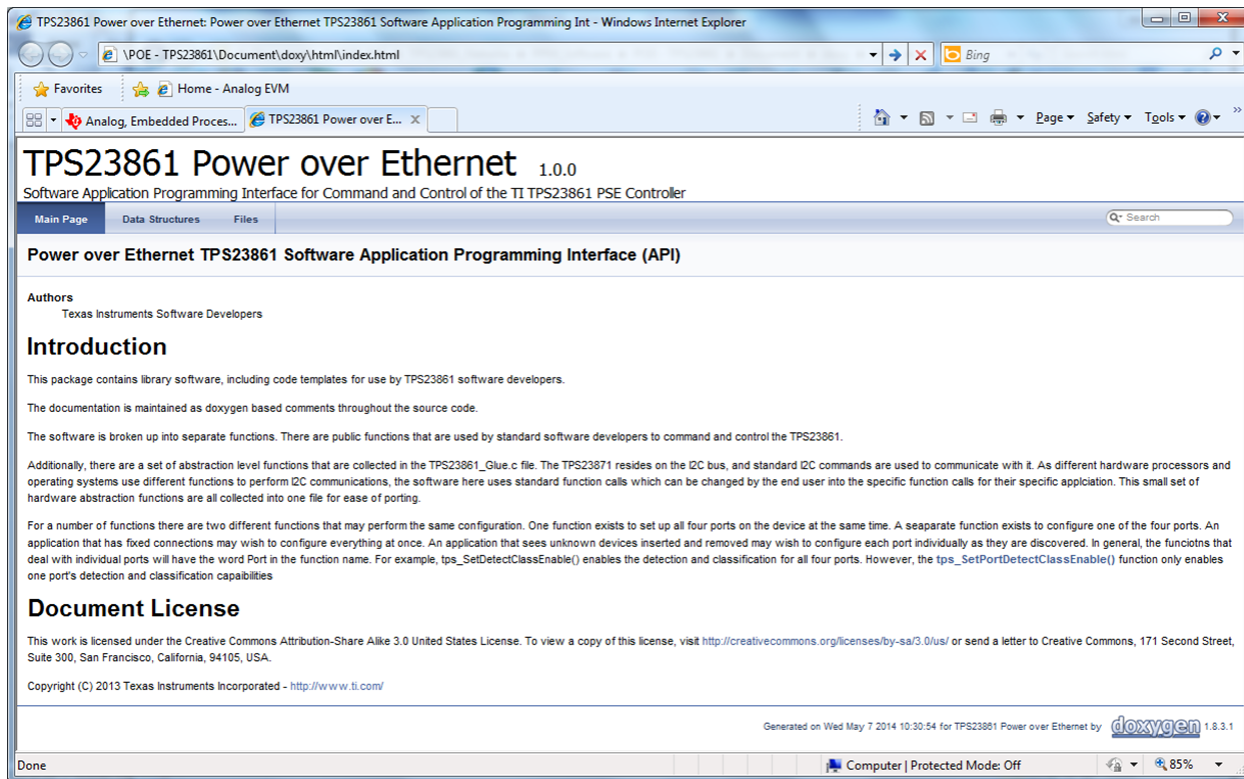 TPS23861 Power over Ethernet: Power over Ethernet TPS23861 Software Application Programming Int - Windows Internet Explorer
\POE - TPS23861\Document\doxy\html\index.html
Bing
Favorites
Home - Analog EVM
Analog, Embedded Proces...
TPS23861 Power over E...
Page
Safety
Tools
TPS23861 Power over Ethernet 1.0.0
Software Application Programming Interface for Command and Control of the TI TPS23861 PSE Controller
Main Page
Data Structures
Files
Search
Power over Ethernet TPS23861 Software Application Programming Interface (API)
Authors
Texas Instruments Software Developers
Introduction
This package contains library software, including code templates for use by TPS23861 software developers.
The documentation is maintained as doxygen based comments throughout the source code.
The software is broken up into separate functions. There are public functions that are used by standard software developers to command and control the TPS23861.
Additionally, there are a set of abstraction level functions that are collected in the TPS23861_Glue.c file. The TPS23871 resides on the I2C bus, and standard I2C commands are used to communicate with it. As different hardware processors and
operating systems use different functions to perform I2C communications, the software here uses standard function calls which can be changed by the end user into the specific function calls for their specific applciation. This small set of
hardware abstraction functions are all collected into one file for ease of porting.
For a number of functions there are two different functions that may perform the same configuration. One function exists to set up all four ports on the device at the same time. A seaparate function exists to configure one of the four ports. An
application that has fixed connections may wish to configure everything at once. An application that sees unknown devices inserted and removed may wish to configure each port individually as they are discovered. In general, the funciotns that
deal with individual ports will have the word Port in the function name. For example, tps_SetDetectClassEnable() enables the detection and classification for all four ports. However, the tps_SetPortDetectClassEnable() function only enables
one port's detection and classification capaibilities
Document License
This work is licensed under the Creative Commons Attribution-Share Alike 3.0 United States License. To view a copy of this license, visit http://creativecommons.org/licenses/by-sa/3.0/us/ or send a letter to Creative Commons, 171 Second Street,
Suite 300, San Francisco, California, 94105, USA.
Copyright (C) 2013 Texas Instruments Incorporated - http://www.ti.com/
Generated on Wed May 7 2014 10:30:54 for TPS23861 Power over Ethernet by doxygen 1.8.3.1
Done
Computer | Protected Mode: Off
85%